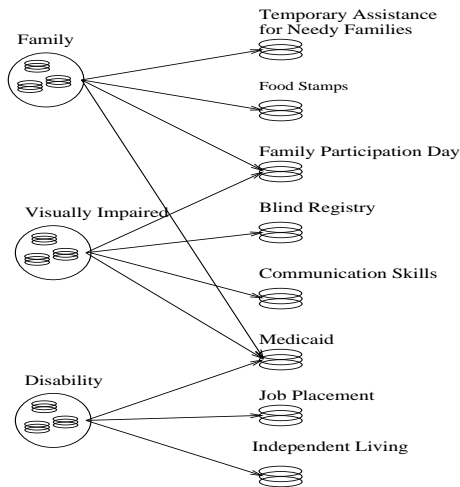 Temporary Assistance
for Needy Families
Family
Food Stamps
Family Participation Day
Visually Impaired
Blind Registry
Communication Skills
Medicaid
Disability
Job Placement
Independent Living